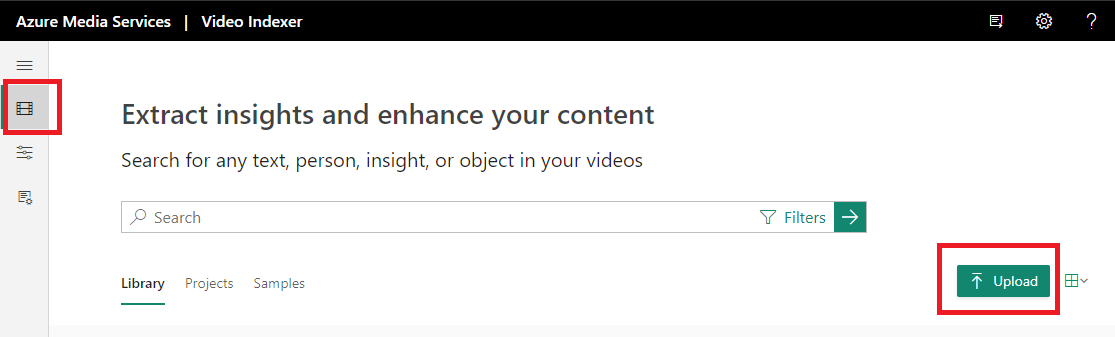 Azure Media Services | Video Indexer
Extract insights and enhance your content
Search for any text, person, insight, or object in your videos
Search Filters
Library Projects Samples
Upload